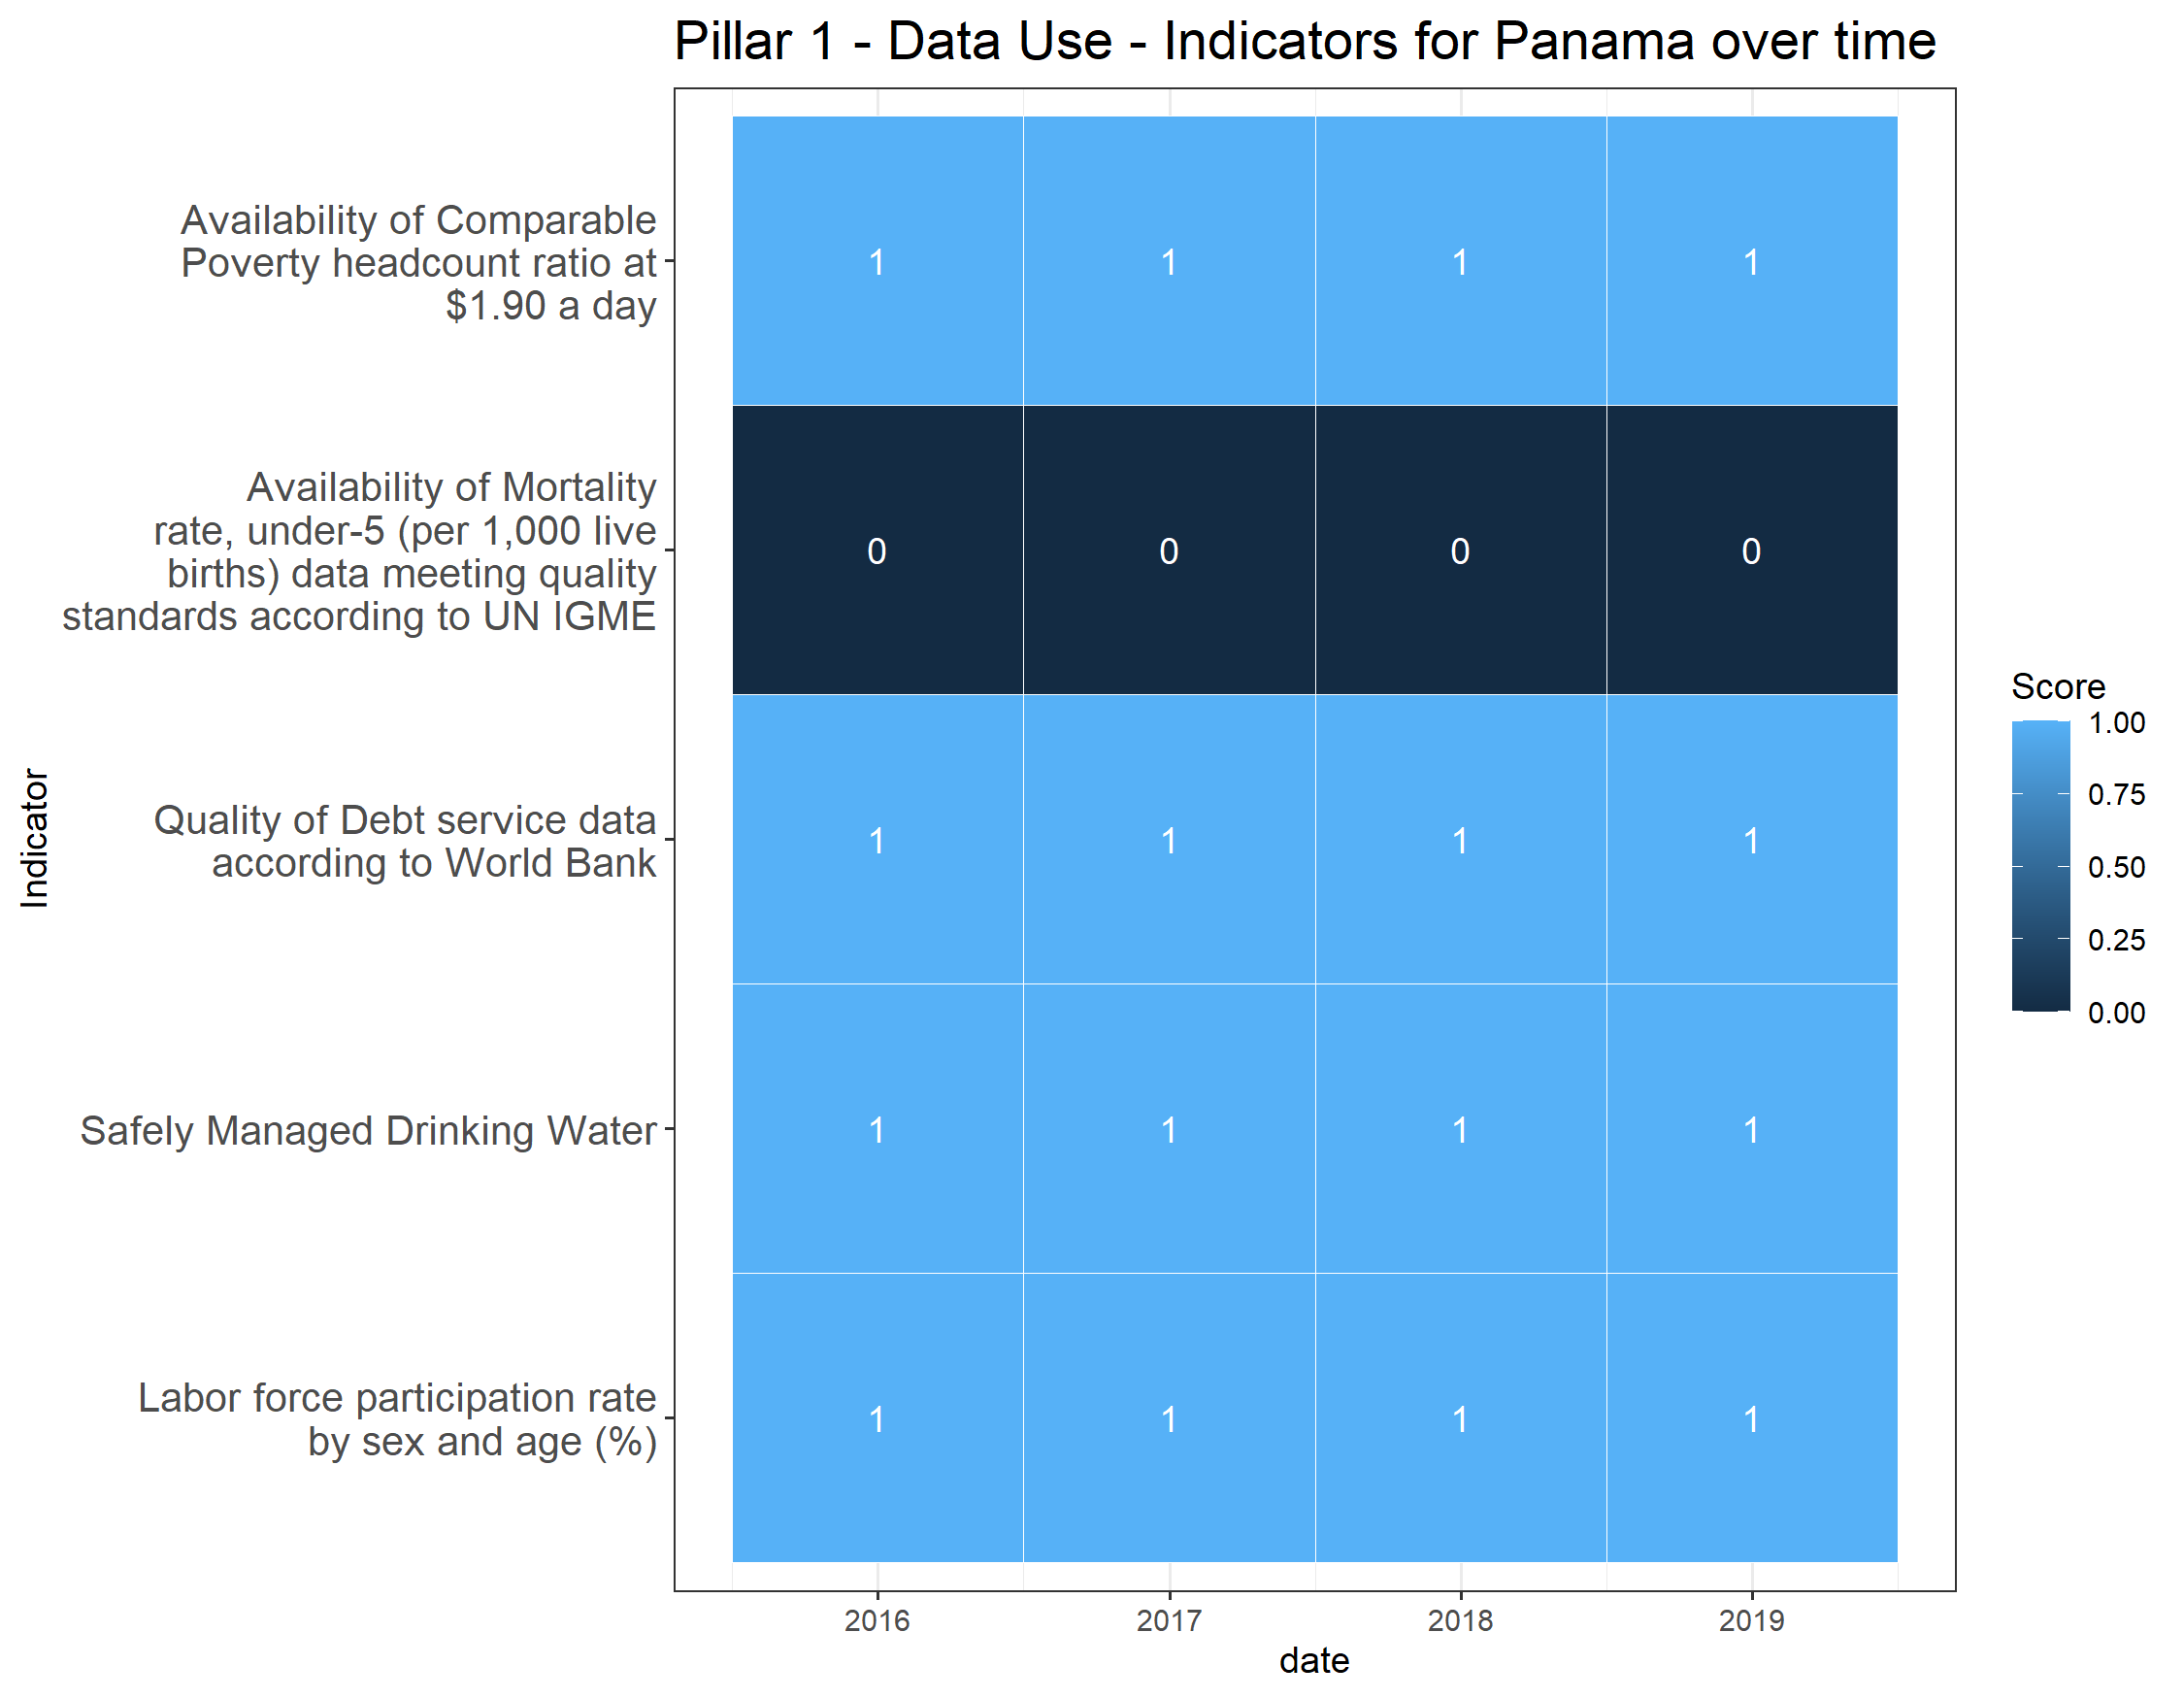 Pillar 1 - Data Use - Indicators for Panama over time
Availability of Comparable
Poverty headcount ratio at
$1.90 a day
1 1 1 1
Availability of Mortality
rate, under-5 (per 1,000 live
births) data meeting quality
standards according to UN IGME
0 0 0 0
Quality of Debt service data
according to World Bank
1 1 1 1
Safely Managed Drinking Water
1 1 1 1
Labor force participation rate
by sex and age (%)
1 1 1 1
Indicator
2016 2017 2018 2019
date
Score
1.00
0.75
0.50
0.25
0.00